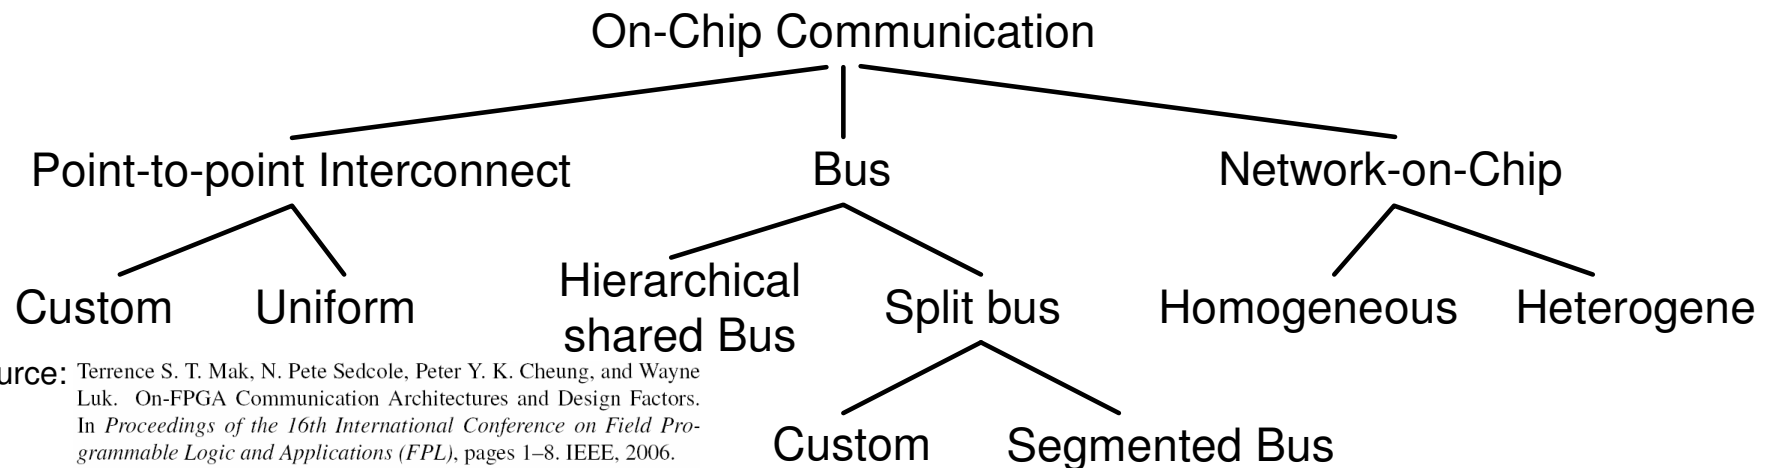 On-Chip Communication
Point-to-point Interconnect Bus Network-on-Chip
Custom Uniform Hierarchical shared Bus Split bus Homogeneous Heterogene
urce: Terrence S. T. Mak, N. Pete Sedcole, Peter Y. K. Cheung, and Wayne
Luk. On-FPGA Communication Architectures and Design Factors.
In Proceedings of the 16th International Conference on Field Pro-
grammable Logic and Applications (FPL), pages 1–8. IEEE, 2006.
Custom Segmented Bus